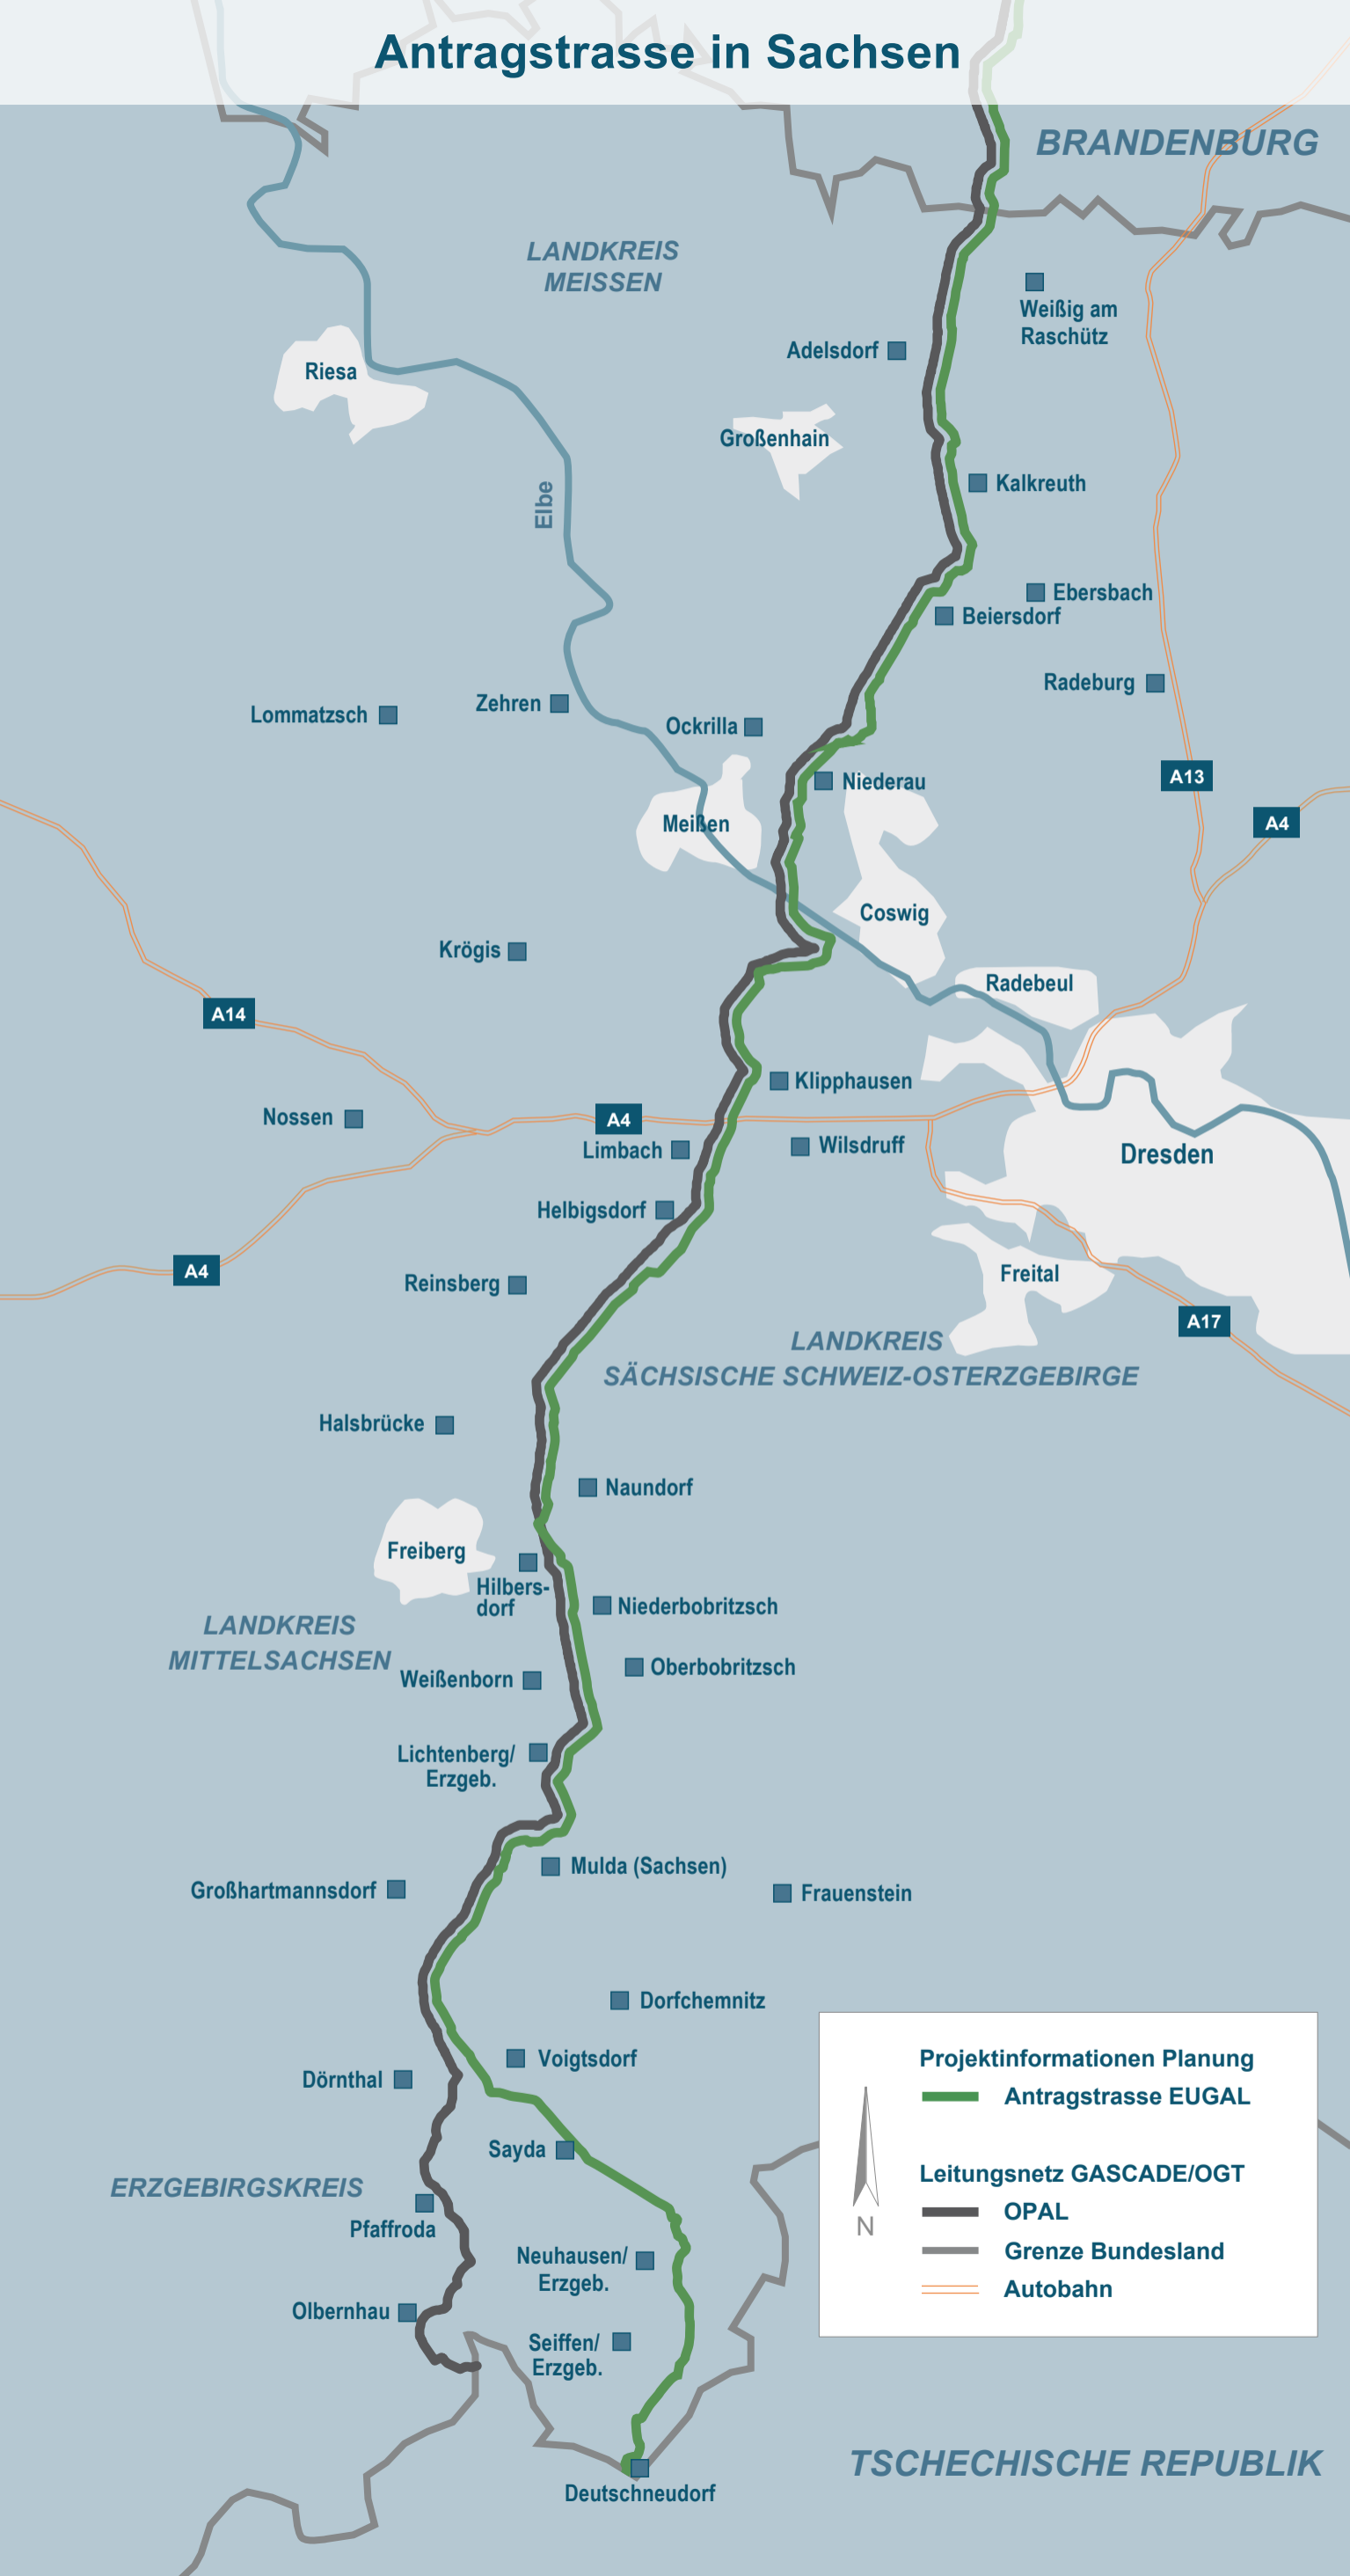 Antragstrasse in Sachsen
BRANDENBURG
LANDKREIS
MEISSEN
Weißig am
Raschütz
Adelsdorf
Riesa
Großenhain
Kalkreuth
Elbe
Ebersbach
Beiersdorf
Radeburg
Zehren
Lommatzsch
Ockrilla
A13
Niederau
A4
Meißen
Coswig
Krögis
Radebeul
A14
Klipphausen
Nossen
A4
Limbach
Wilsdruff
Dresden
Helbigsdorf
A4
Reinsberg
Freital
A17
LANDKREIS
SÄCHSISCHE SCHWEIZ-OSTERZGEBIRGE
Halsbrücke
Naundorf
Freiberg
Hilbers-
dorf
Niederbobritzsch
LANDKREIS
MITTELSACHSEN
Oberbobritzsch
Weißenborn
Lichtenberg/
Erzgeb.
Mulda (Sachsen)
Großhartmannsdorf
Frauenstein
Dorfchemnitz
Voigtsdorf
Dörnthal
Sayda
ERZGEBIRGSKREIS
Pfaffroda
Neuhausen/
Erzgeb.
Olbernhau
Seiffen/
Erzgeb.
Projektinformationen Planung
Antragstrasse EUGAL
Leitungsnetz GASCADE/OGT
OPAL
N
Grenze Bundesland
Autobahn
TSCHECHISCHE REPUBLIK
Deutschneudorf